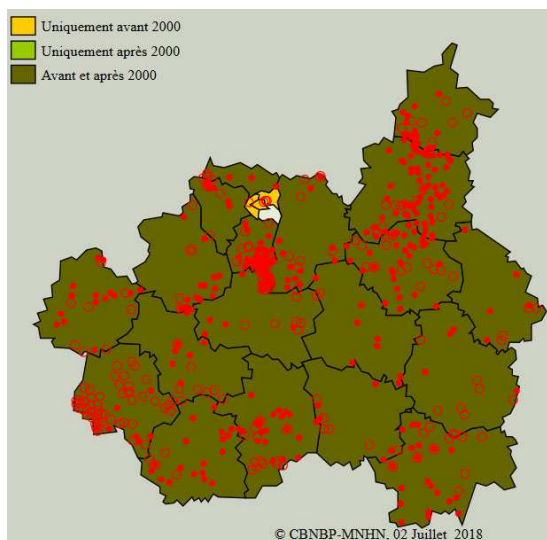 Uniquement avant 2000
Uniquement après 2000
Avant et après 2000
© CBNBP-MNHN, 02 Juillet 2018